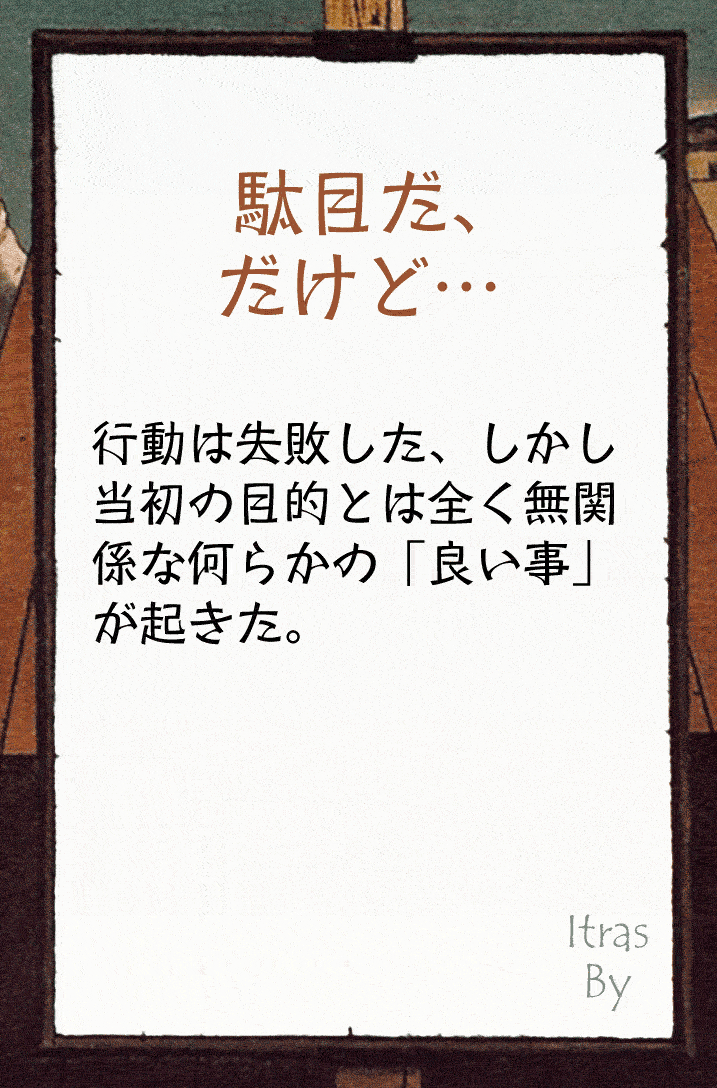 駄目だ、
だけど…
行動は失敗した、しかし
当初の目的とは全く無関
係な何らかの「良い事」
が起きた。
Itras
By